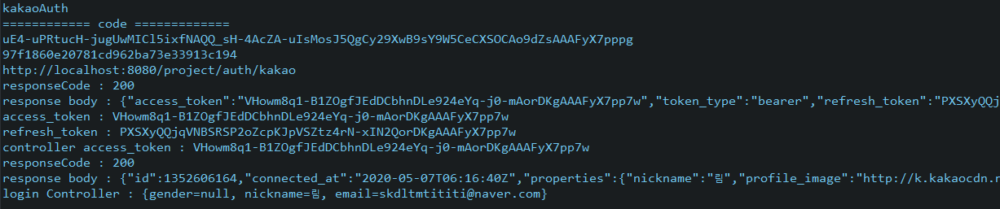 kakaoAuth
============ code =============
uE4-uPRtucH-jugUwMICl5ixfNAQQ_sH-4AcZA-uIsMosJ5QgCy29XwB9sY9W5CeCXSOCAo9dZsAAAFyX7pppg
97f1860e20781cd962ba73e33913c194
http://localhost:8080/project/auth/kakao
responseCode : 200
response body : {"access_token":"VHowm8q1-B1ZOgfJEdDCbhnDLe924eYq-j0-mAorDKgAAAFyX7pp7w","token_type":"bearer","refresh_token":"PXSXyQQj
access_token : VHowm8q1-B1ZOgfJEdDCbhnDLe924eYq-j0-mAorDKgAAAFyX7pp7w
refresh_token : PXSXyQQjqVNBSRSP2oZcpKJpVSZtz4rN-xIN2QorDKgAAAFyX7pp7w
controller access_token : VHowm8q1-B1ZOgfJEdDCbhnDLe924eYq-j0-mAorDKgAAAFyX7pp7w
responseCode : 200
response body : {"id":1352606164,"connected_at":"2020-05-07T06:16:40Z","properties":{"nickname":"림","profile_image":"http://k.kakaocdn.n
login Controller : {gender=null, nickname=림, email=skdltmtititi@naver.com}